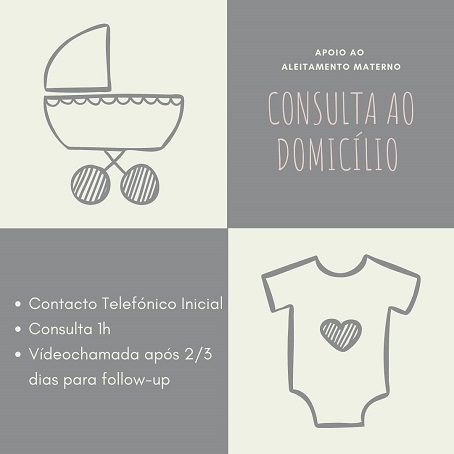 APOIO AO
ALEITAMENTO MATERNO
CONSULTA AO
DOMICÍLIO
• Contacto Telefónico Inicial
• Consulta 1h
• Vídeochamada após 2/3
dias para follow-up